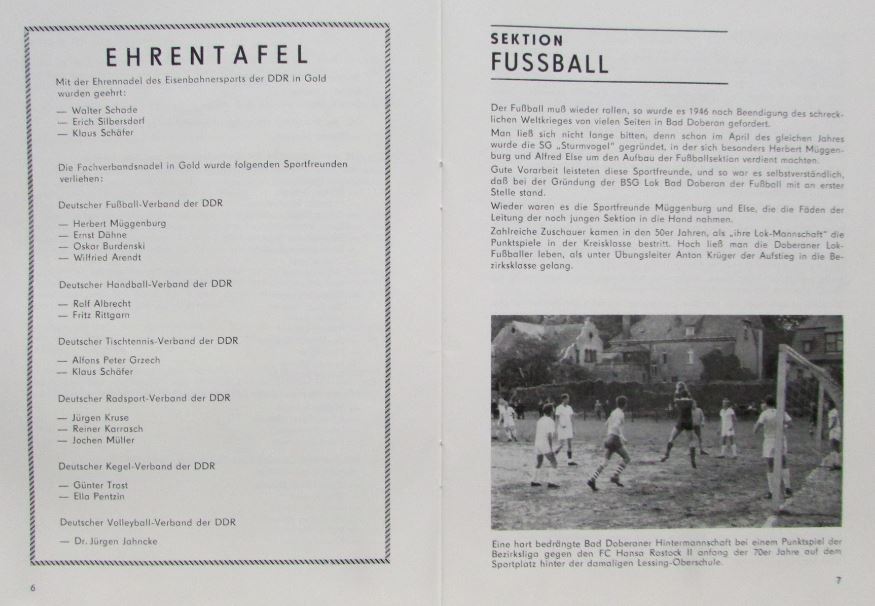 EHRENTAFEL
Mit der Ehrennadel des Eisenbahnersports der DDR in Gold
wurden geehrt:
— Walter Schade
— Erich Silbersdorf
— Klaus Schäfer
Die Fachverbandsnadel in Gold wurde folgenden Sportfreunden
verliehen:
Deutscher Fußball-Verband der DDR
— Herbert Müggenburg
— Ernst Dähne
— Oskar Burdenski
— Wilfried Arendt
Deutscher Handball-Verband der DDR
— Rolf Albrecht
— Fritz Rittgarn
Deutscher Tischtennis-Verband der DDR
— Alfons Peter Grzech
— Klaus Schäfer
Deutscher Radsport-Verband der DDR
— Jürgen Kruse
— Reiner Karrasch
— Jochen Müller
Deutscher Kegel-Verband der DDR
— Günter Trost
— Ella Pentzin
Deutscher Volleyball-Verband der DDR
— Dr. Jürgen Jahncke
6
SEKTION
FUSSBALL
Der Fußball muß wieder rollen, so wurde es 1946 nach Beendigung des schreck-
lichen Weltkrieges von vielen Seiten in Bad Doberan gefordert.
Man ließ sich nicht lange bitten, denn schon im April des gleichen Jahres
wurde die SG „Sturmvogel" gegründet, in der sich besonders Herbert Müggen-
burg und Alfred Else um den Aufbau der Fußballsektion verdient machten.
Gute Vorarbeit leisteten diese Sportfreunde, und so war es selbstverständlich,
daß bei der Gründung der BSG Lok Bad Doberan der Fußball mit an erster
Stelle stand.
Wieder waren es die Sportfreunde Müggenburg und Else, die die Fäden der
Leitung der noch jungen Sektion in die Hand nahmen.
Zahlreiche Zuschauer kamen in den 50er Jahren, als „ihre Lok-Mannschaft" die
Punktspiele in der Kreisklasse bestritt. Hoch ließ man die Doberaner Lok-
Fußballer leben, als unter Übungsleiter Anton Krüger der Aufstieg in die Be-
zirksklasse gelang.
Eine hart bedrängte Bad Doberaner Hintermannschaft bei einem Punktspiel der
Bezirksliga gegen den FC Hansa Rostock II anfang der 70er Jahre auf dem
Sportplatz hinter der damaligen Lessing-Oberschule.
7